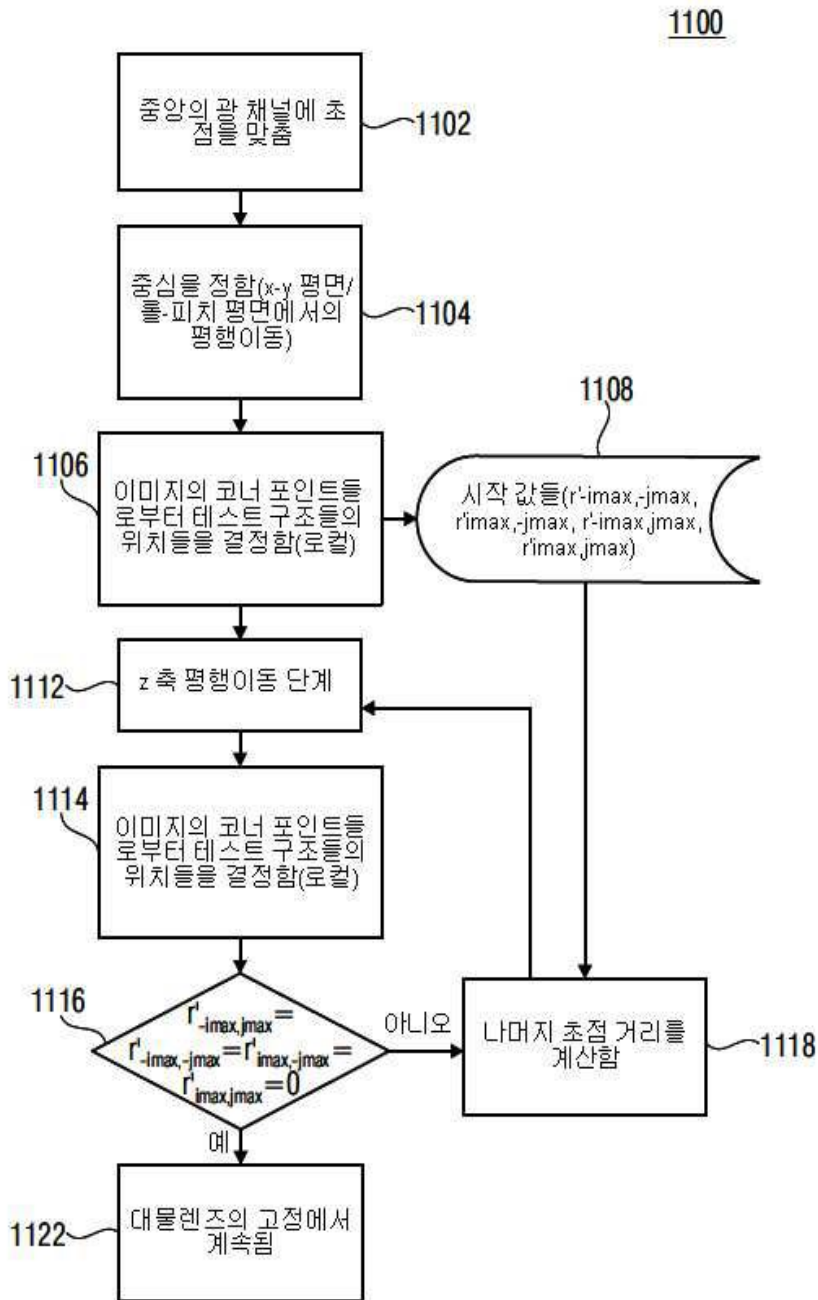 1100
중앙의 광 채널에 초
점을 맞춤
1102
중심을 정함(x-y 평면/
롤-피치 평면에서의
평행이동)
1104
1106
이미지의 코너 포인트들
로부터 테스트 구조들의
위치들을 결정함(로컬)
1108
시작 값들(r'-imax,-jmax,
r'imax,-jmax, r'-imax,jmax,
r'imax,jmax)
1112
z 축 평행이동 단계
1114
이미지의 코너 포인트들
로부터 테스트 구조들의
위치들을 결정함(로컬)
1116
r'-imax,jmax=
r'-imax,-jmax=r'imax,-jmax=
r'imax,jmax=0
아니오
나머지 초점 거리를
계산함
1118
예
1122
대물렌즈의 고정에서
계속됨